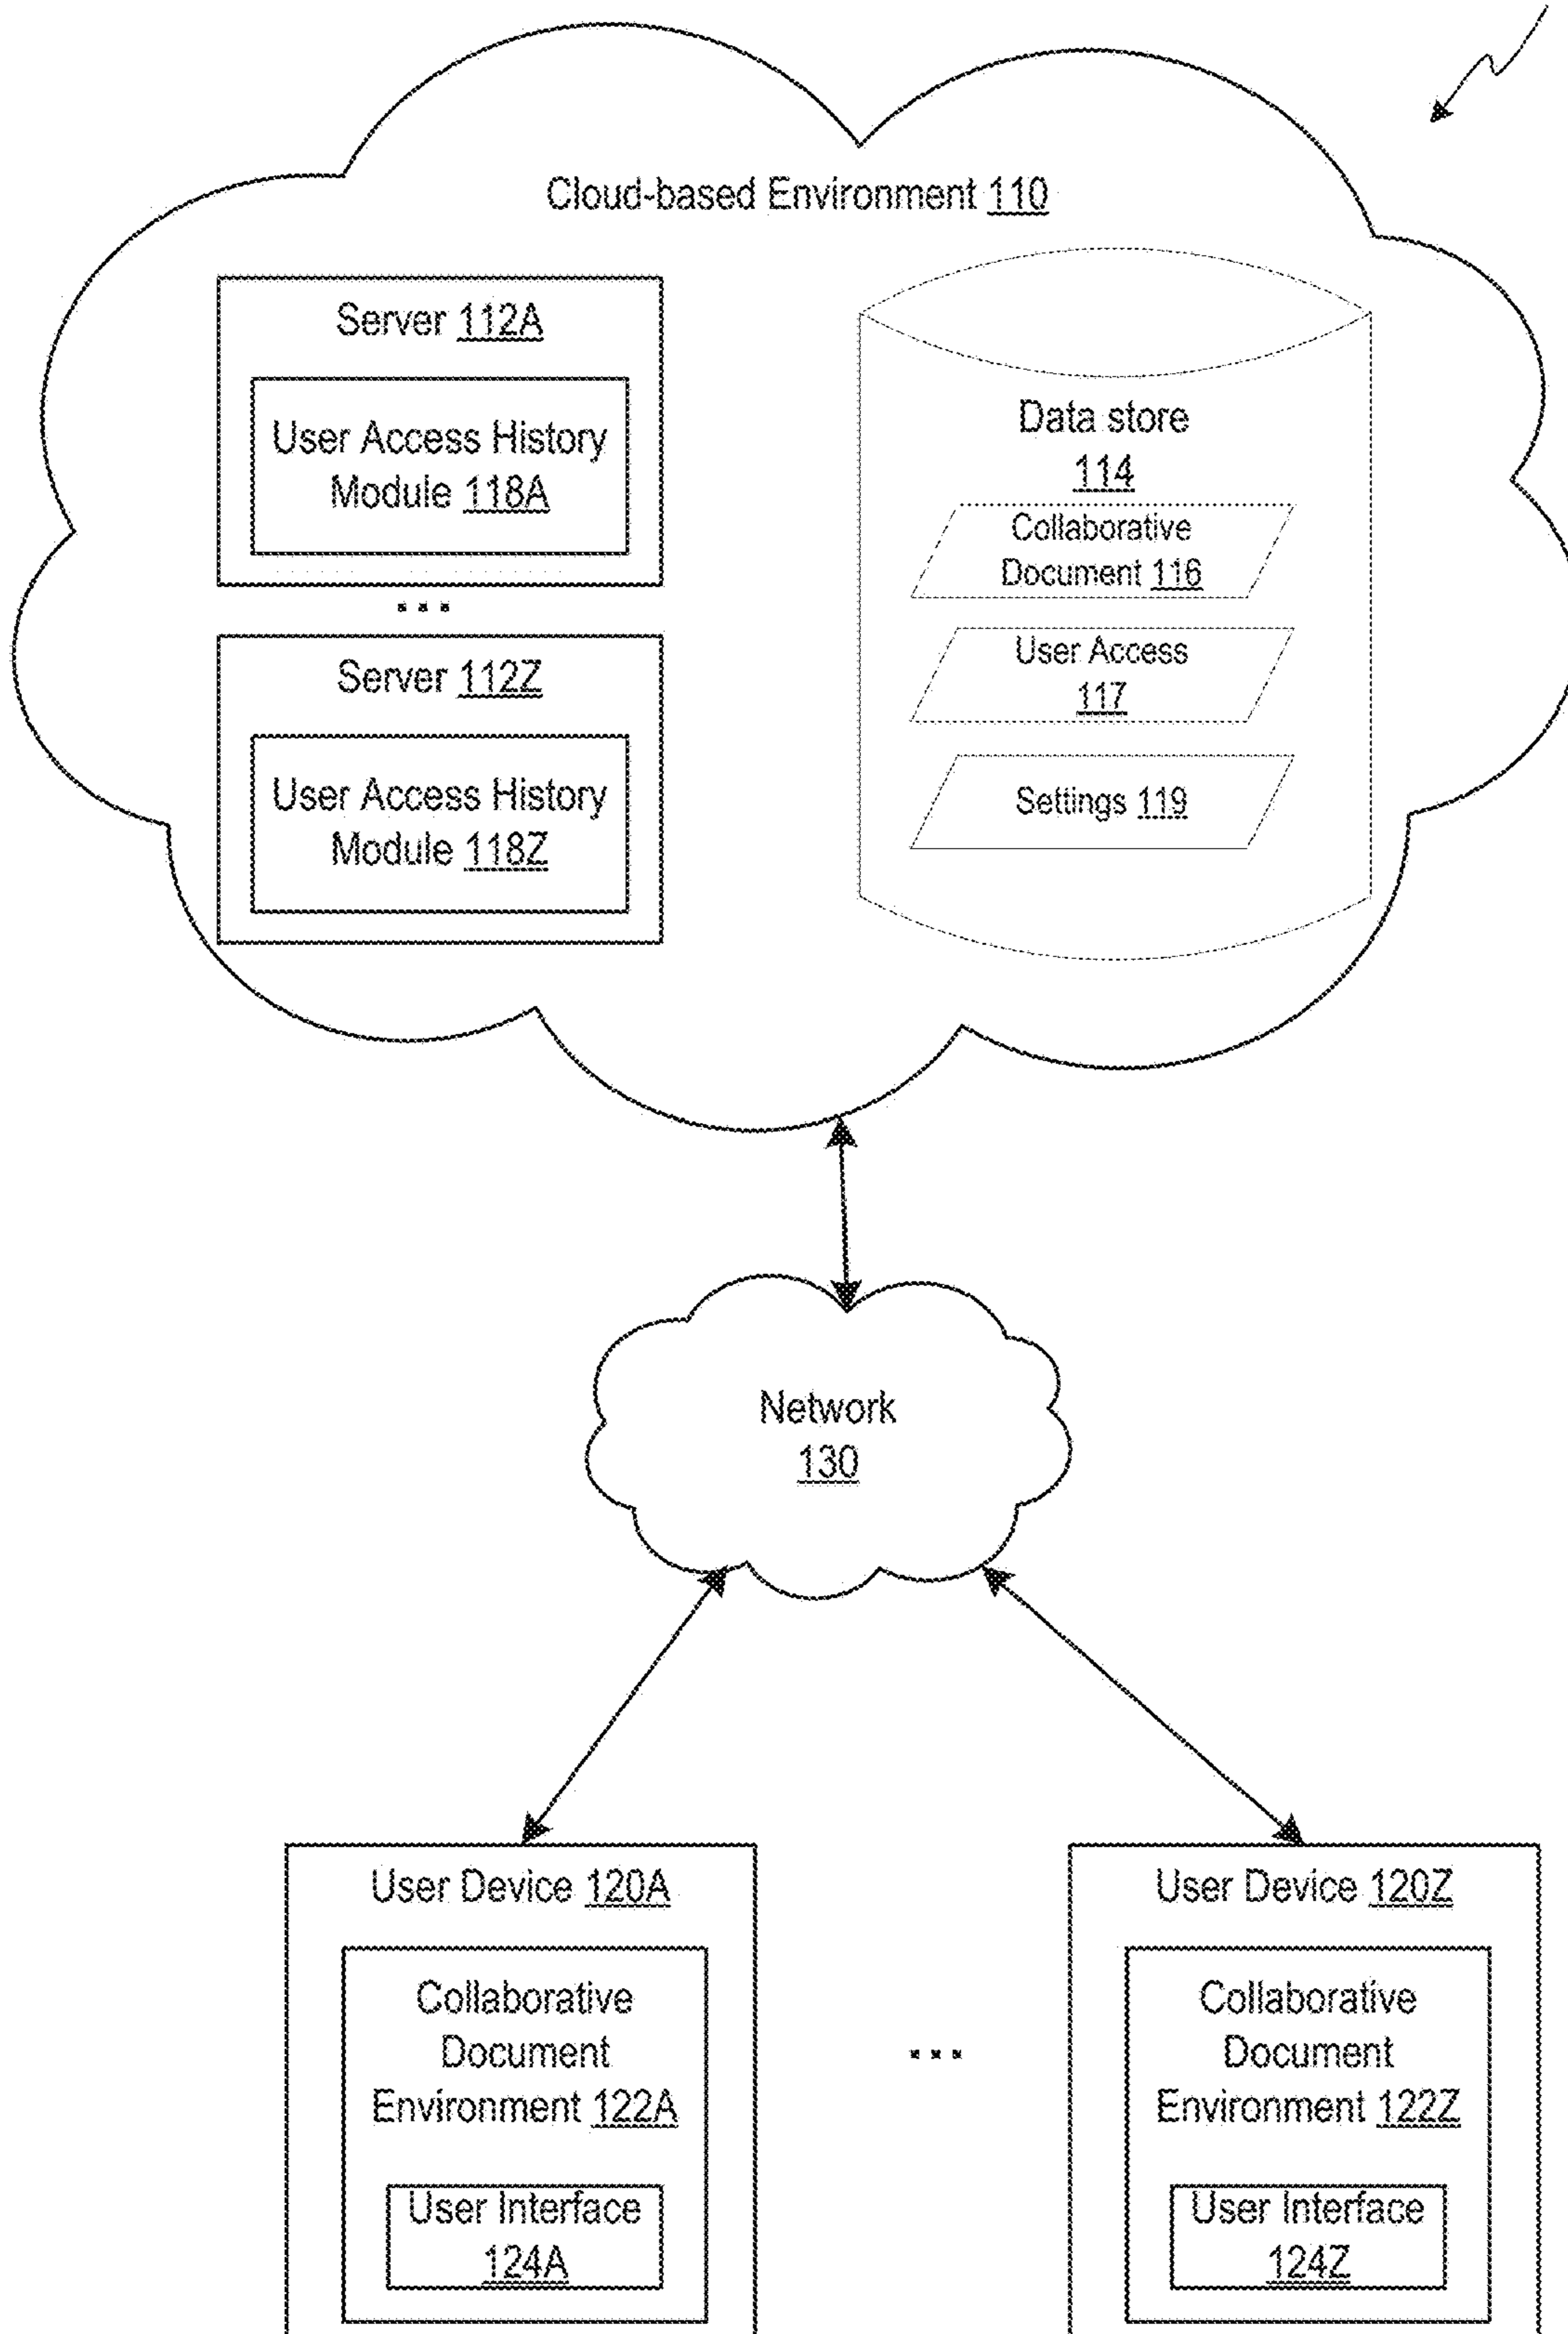 Cloud-based Environment 110
Server 112A
User Access History
Module 118A
...
Server 112Z
User Access History
Module 118Z
Data store
114
Collaborative
Document 116
User Access
117
Settings 119
Network
130
User Device 120A
Collaborative
Document
Environment 122A
User Interface
124A
...
User Device 120Z
Collaborative
Document
Environment 122Z
User Interface
124Z